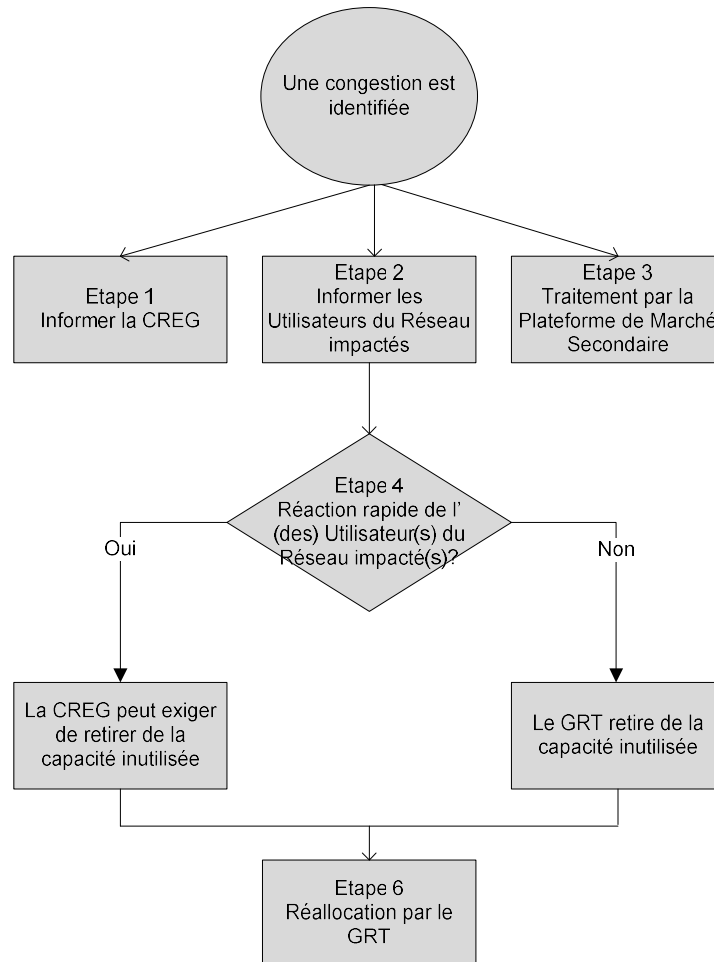 Une congestion est
identifiée
Etape 1
Informer la CREG
Etape 2
Informer les
Utilisateurs du Réseau
impactés
Etape 3
Traitement par la
Plateforme de Marché
Secondaire
Etape 4
Réaction rapide de l'
(des) Utilisateur(s) du
Réseau impacté(s)?
Oui
Non
La CREG peut exiger
de retirer de la
capacité inutilisée
Le GRT retire de la
capacité inutilisée
Etape 6
Réallocation par le
GRT